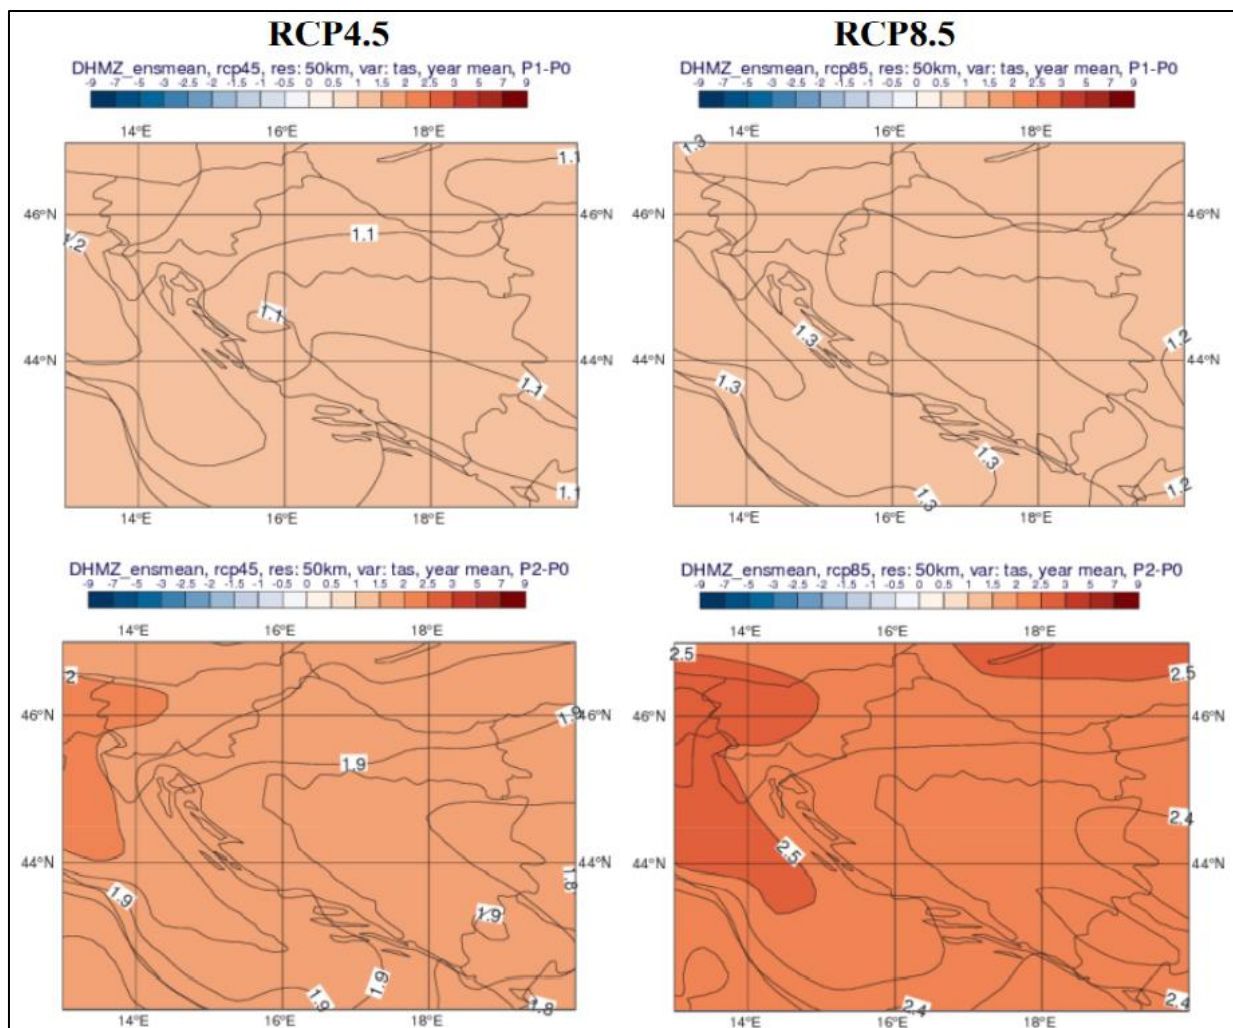 RCP4.5
RCP8.5
DHMZ_ensmean, rcp45, res: 50km, var: tas, year mean, P1-P0
-9 -7 -5 -3 -2.5 -2 -1.5 -1 -0.5 0 0.5 1 1.5 2 2.5 3 5 7 9
14°E 16°E 18°E
1.1
46°N 46°N
1.2
1.1
1.1
44°N 44°N
1.1
1.1
14°E 16°E 18°E
DHMZ_ensmean, rcp85, res: 50km, var: tas, year mean, P1-P0
-9 -7 -5 -3 -2.5 -2 -1.5 -1 -0.5 0 0.5 1 1.5 2 2.5 3 5 7 9
14°E 16°E 18°E
1.3
46°N
1.3
1.2
44°N
1.3
1.3
1.2
1.3
14°E 16°E 18°E
DHMZ_ensmean, rcp45, res: 50km, var: tas, year mean, P2-P0
-9 -7 -5 -3 -2.5 -2 -1.5 -1 -0.5 0 0.5 1 1.5 2 2.5 3 5 7 9
14°E 16°E 18°E
2
46°N 1.9 46°N
1.9
44°N 44°N
1.8
1.9
1.9
1.9
1.9
1.8
14°E 16°E 18°E
DHMZ_ensmean, rcp85, res: 50km, var: tas, year mean, P2-P0
-9 -7 -5 -3 -2.5 -2 -1.5 -1 -0.5 0 0.5 1 1.5 2 2.5 3 5 7 9
14°E 16°E 18°E
2.5
2.5
46°N
2.4
2.5
44°N
2.4
2.4
14°E 16°E 18°E